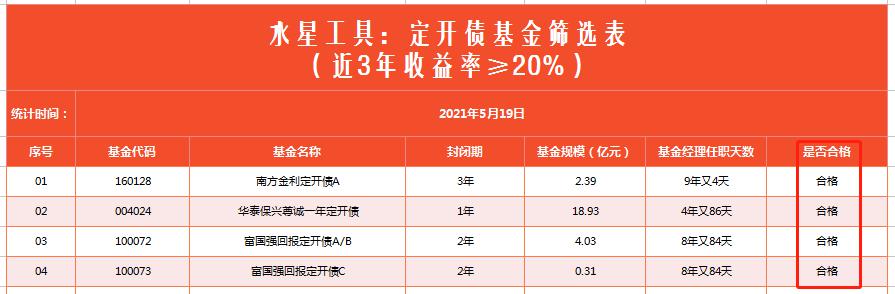 水星工具：定开债基金筛选表
（近3年收益率≥20%）
统计时间： 2021年5月19日
序号 基金代码 基金名称 封闭期 基金规模（亿元） 基金经理任职天数 是否合格
01 160128 南方金利定开债A 3年 2.39 9年又4天 合格
02 004024 华泰保兴尊诚一年定开债 1年 18.93 4年又86天 合格
03 100072 富国强回报定开债A/B 2年 4.03 8年又84天 合格
04 100073 富国强回报定开债C 2年 0.31 8年又84天 合格